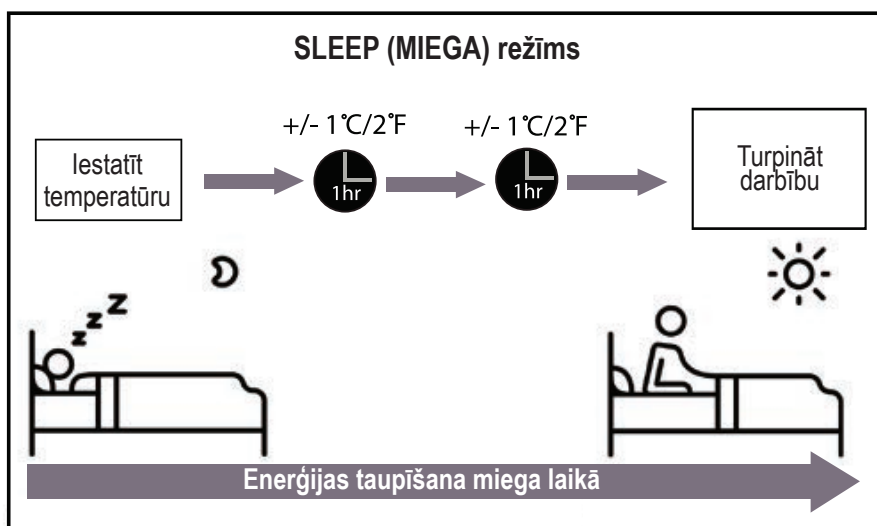 SLEEP (MIEGA) režīms
+/- 1°C/2°F
+/- 1°C/2°F
Iestatīt
temperatūru
1hr
1hr
Turpināt
darbību
z z Z
Enerģijas taupīšana miega laikā